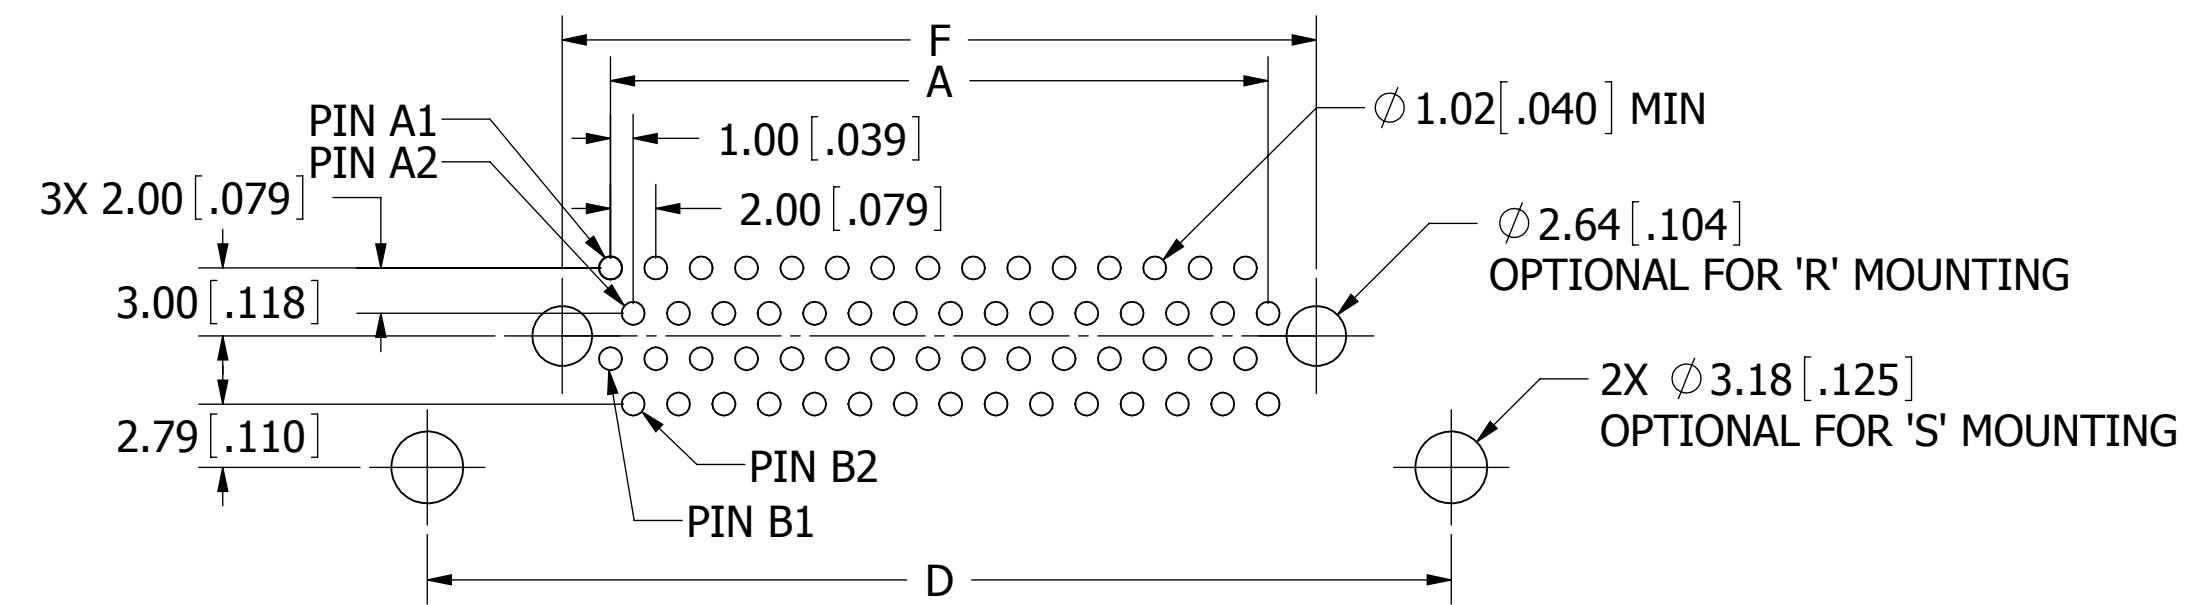 F
A
PIN A1
PIN A2
1.00 [.039]
⌀ 1.02 [.040] MIN
3X 2.00 [.079]
2.00 [.079]
⌀ 2.64 [.104]
OPTIONAL FOR 'R' MOUNTING
3.00 [.118]
2X ⌀ 3.18 [.125]
OPTIONAL FOR 'S' MOUNTING
2.79 [.110]
PIN B2
PIN B1
D